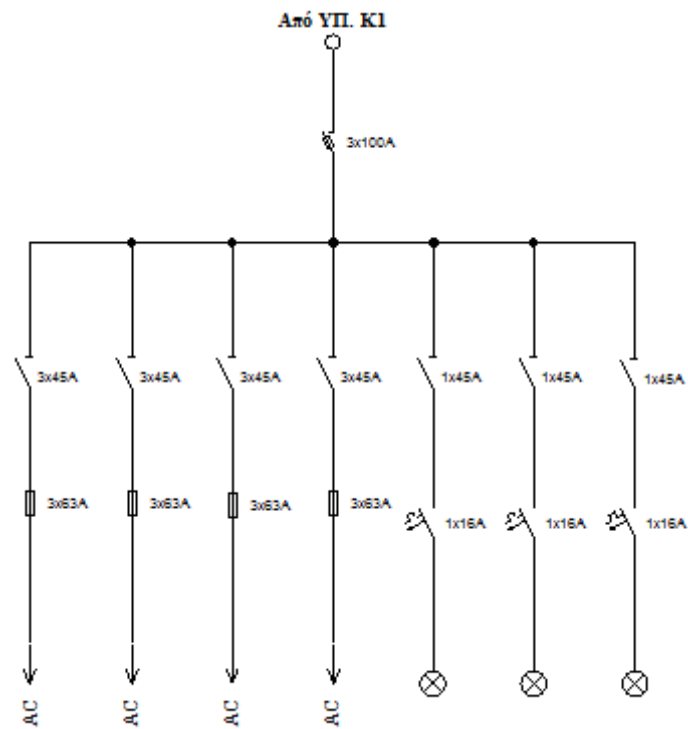 Από ΥΠ. Κ1
3x100A
3x45A 3x45A 3x45A 3x45A 1x45A 1x45A 1x45A
3x63A 3x63A 3x63A 3x63A 1x16A 1x16A 1x16A
AC AC AC AC